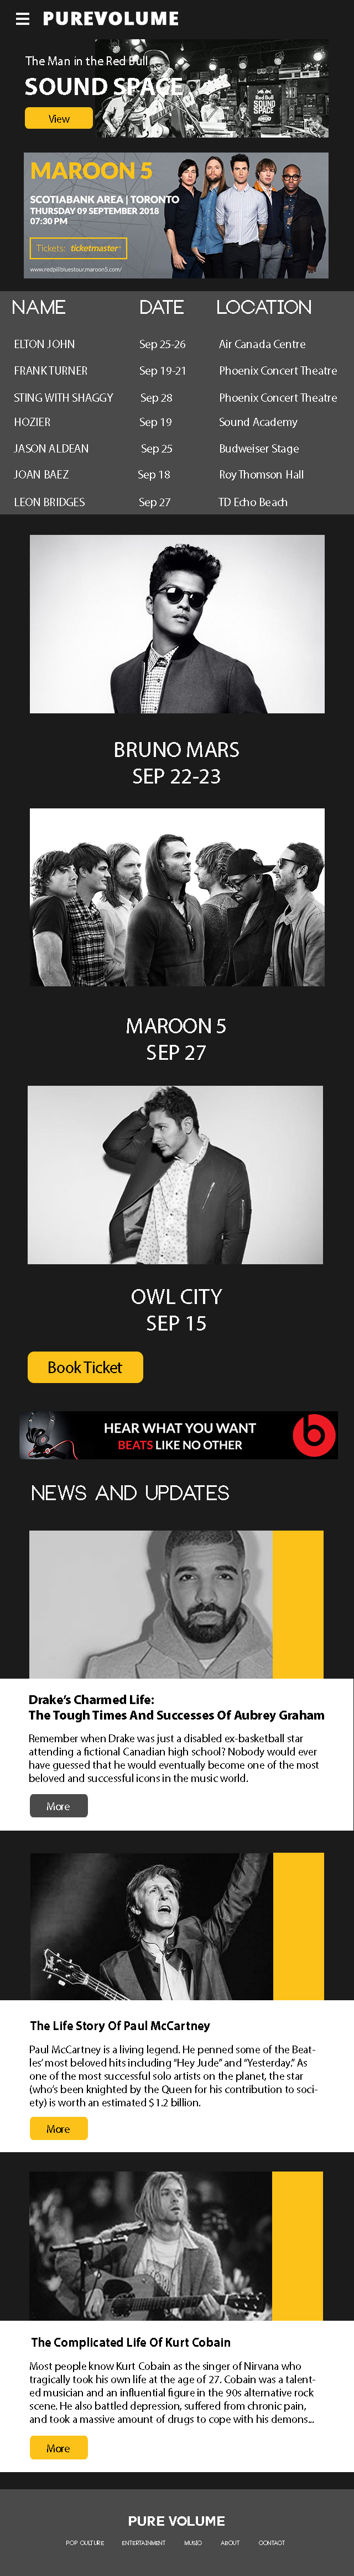 PUREVOLUME
The Man in the Red Bull
SOUND SPACE
View
Red Bull
SOUND
SPACE
MAROON 5
SCOTIABANK AREA | TORONTO
THURSDAY 09 SEPTEMBER 2018
07:30 PM
Tickets: ticketmaster
www.redpillbluestour.maroon5.com/
NAME DATE LOCATION
ELTON JOHN Sep 25-26 Air Canada Centre
FRANK TURNER Sep 19-21 Phoenix Concert Theatre
STING WITH SHAGGY Sep 28 Phoenix Concert Theatre
HOZIER Sep 19 Sound Academy
JASON ALDEAN Sep 25 Budweiser Stage
JOAN BAEZ Sep 18 Roy Thomson Hall
LEON BRIDGES Sep 27 TD Echo Beach
BRUNO MARS
SEP 22-23
MAROON 5
SEP 27
OWL CITY
SEP 15
Book Ticket
HEAR WHAT YOU WANT
BEATS LIKE NO OTHER
NEWS AND UPDATES
Drake's Charmed Life:
The Tough Times And Successes Of Aubrey Graham
Remember when Drake was just a disabled ex-basketball star
attending a fictional Canadian high school? Nobody would ever
have guessed that he would eventually become one of the most
beloved and successful icons in the music world.
More
The Life Story Of Paul McCartney
Paul McCartney is a living legend. He penned some of the Beat-
les' most beloved hits including "Hey Jude" and "Yesterday." As
one of the most successful solo artists on the planet, the star
(who's been knighted by the Queen for his contribution to soci-
ety) is worth an estimated $1.2 billion.
More
The Complicated Life Of Kurt Cobain
Most people know Kurt Cobain as the singer of Nirvana who
tragically took his own life at the age of 27. Cobain was a talent-
ed musician and an influential figure in the 90s alternative rock
scene. He also battled depression, suffered from chronic pain,
and took a massive amount of drugs to cope with his demons...
More
PURE VOLUME
POP CULTURE ENTERTAINMENT MUSIC ABOUT CONTACT